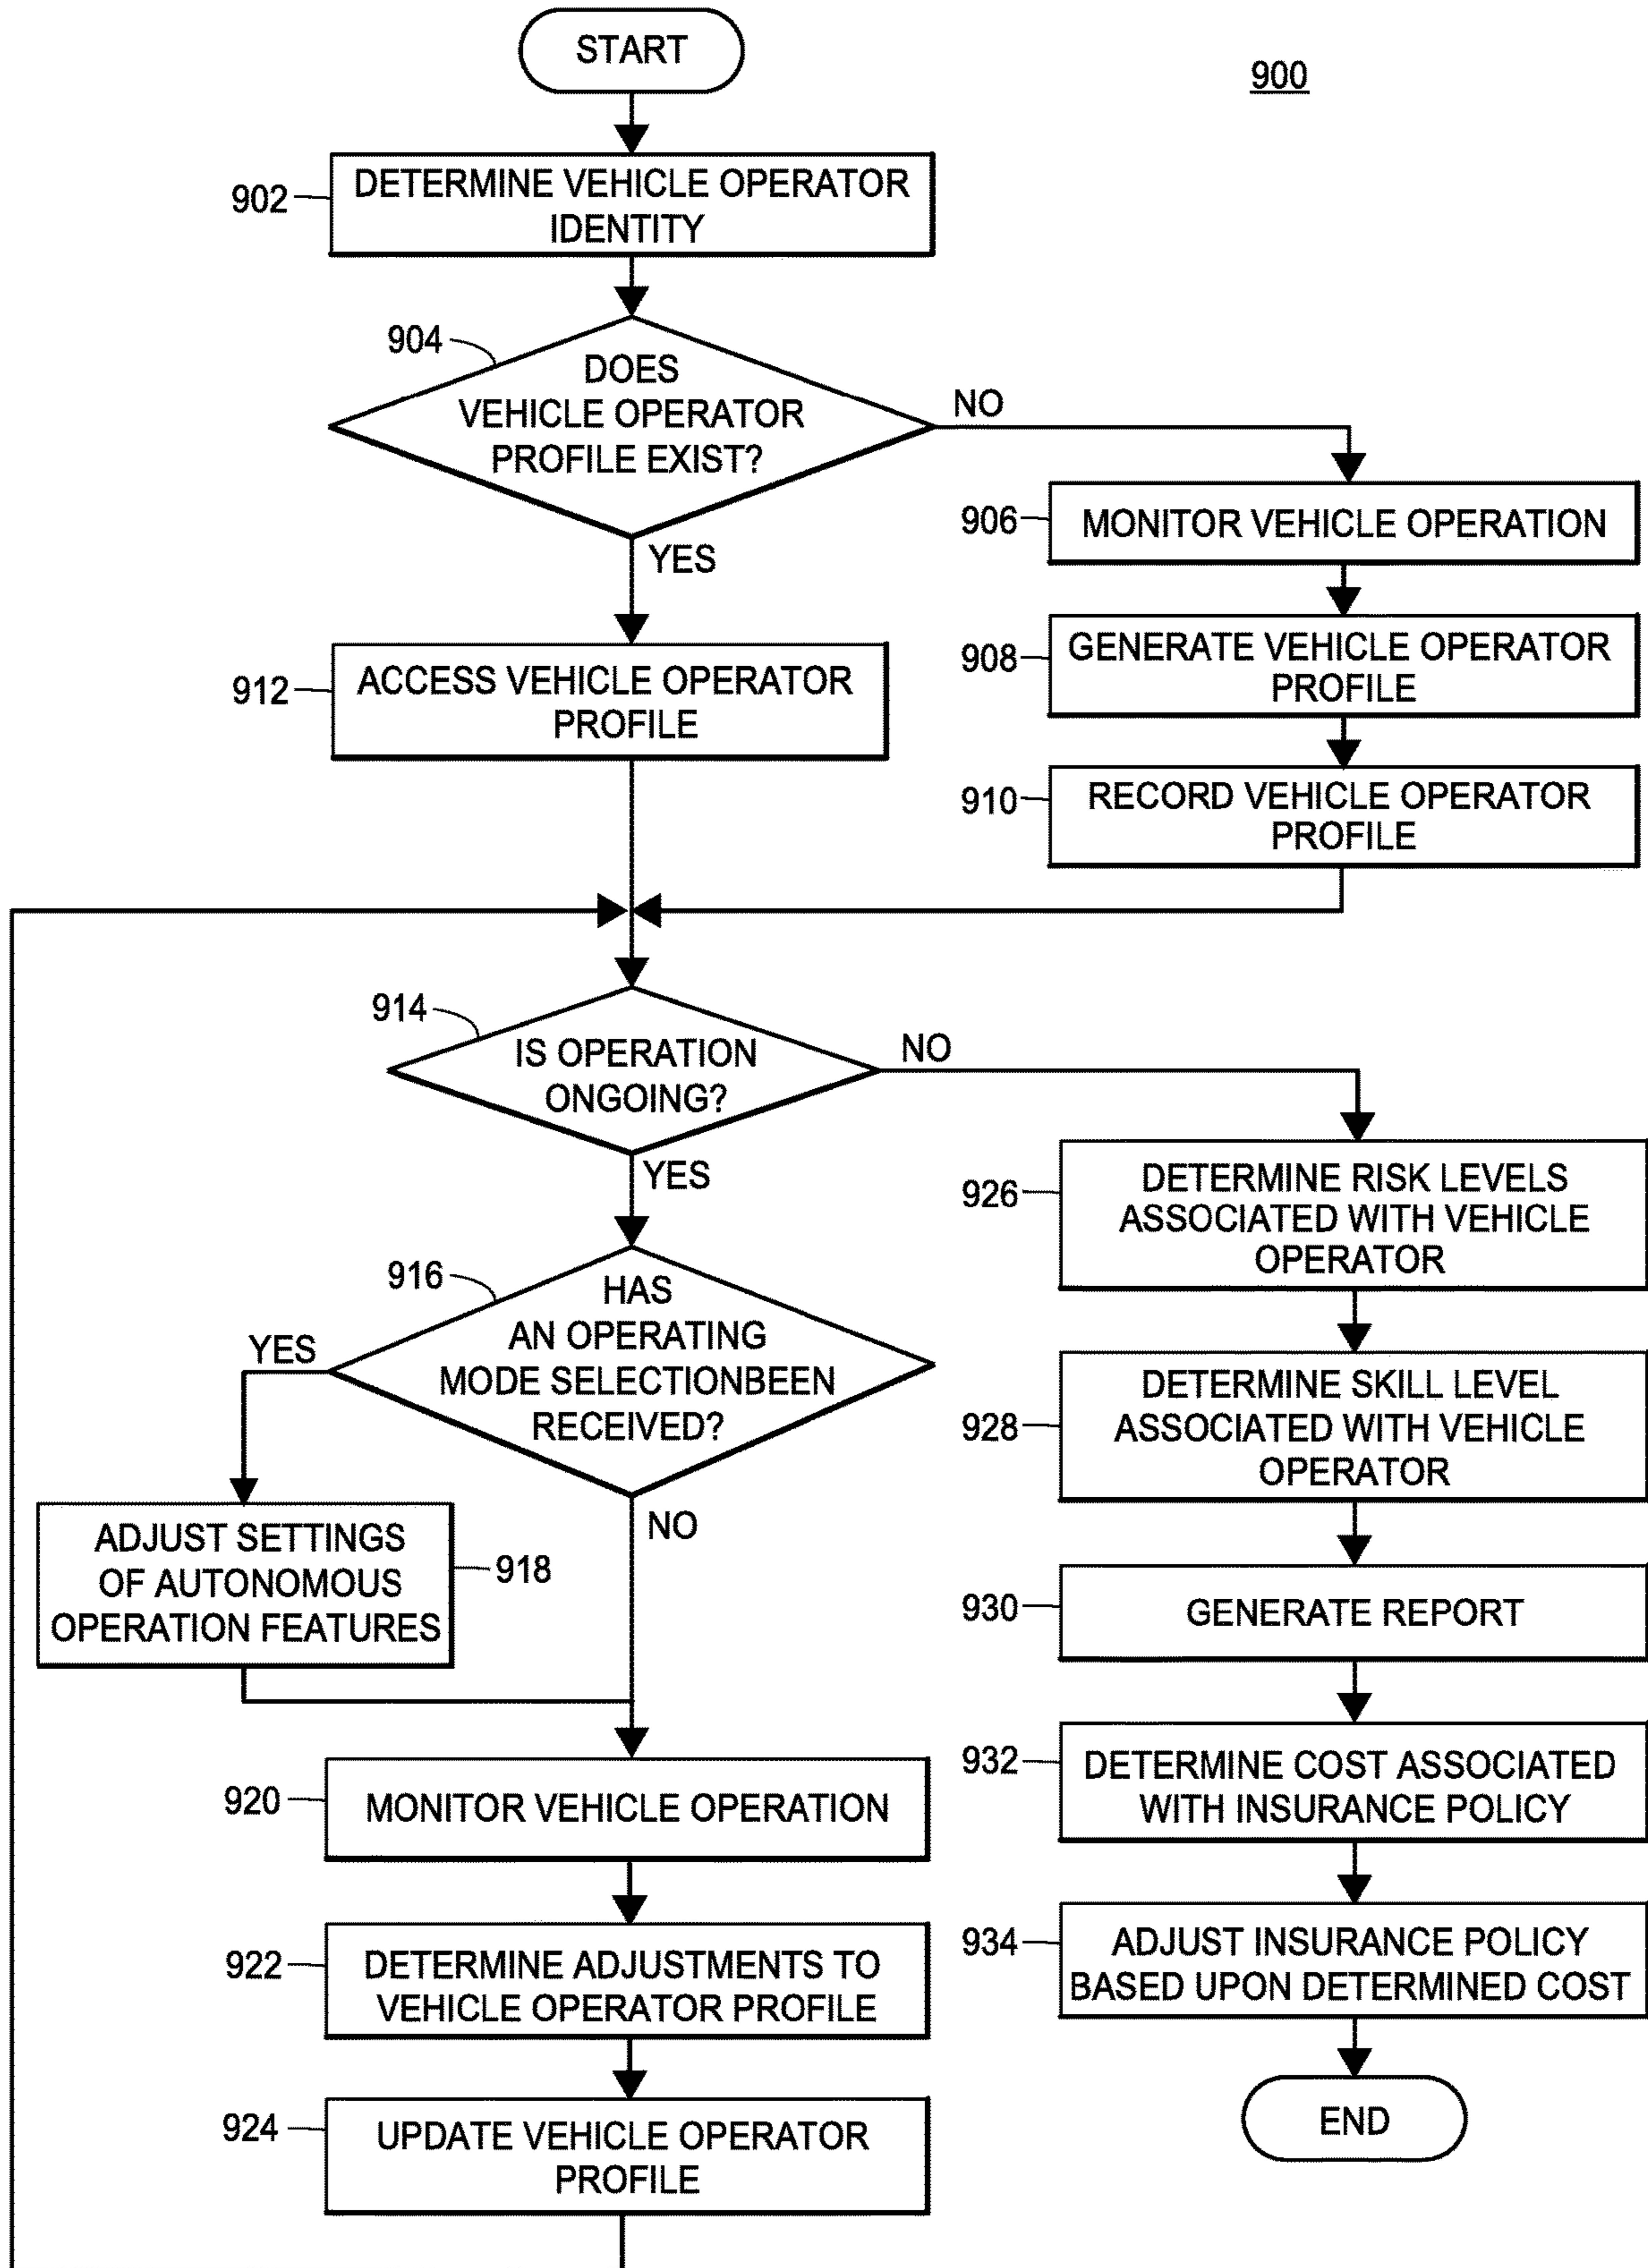 START
900
902
DETERMINE VEHICLE OPERATOR
IDENTITY
904
DOES
VEHICLE OPERATOR
PROFILE EXIST?
NO
YES
906
MONITOR VEHICLE OPERATION
908
GENERATE VEHICLE OPERATOR
PROFILE
910
RECORD VEHICLE OPERATOR
PROFILE
912
ACCESS VEHICLE OPERATOR
PROFILE
914
IS OPERATION
ONGOING?
NO
YES
916
HAS
AN OPERATING
MODE SELECTIONBEEN
RECEIVED?
YES
NO
ADJUST SETTINGS
OF AUTONOMOUS
OPERATION FEATURES
918
920
MONITOR VEHICLE OPERATION
922
DETERMINE ADJUSTMENTS TO
VEHICLE OPERATOR PROFILE
924
UPDATE VEHICLE OPERATOR
PROFILE
926
DETERMINE RISK LEVELS
ASSOCIATED WITH VEHICLE
OPERATOR
928
DETERMINE SKILL LEVEL
ASSOCIATED WITH VEHICLE
OPERATOR
930
GENERATE REPORT
932
DETERMINE COST ASSOCIATED
WITH INSURANCE POLICY
934
ADJUST INSURANCE POLICY
BASED UPON DETERMINED COST
END